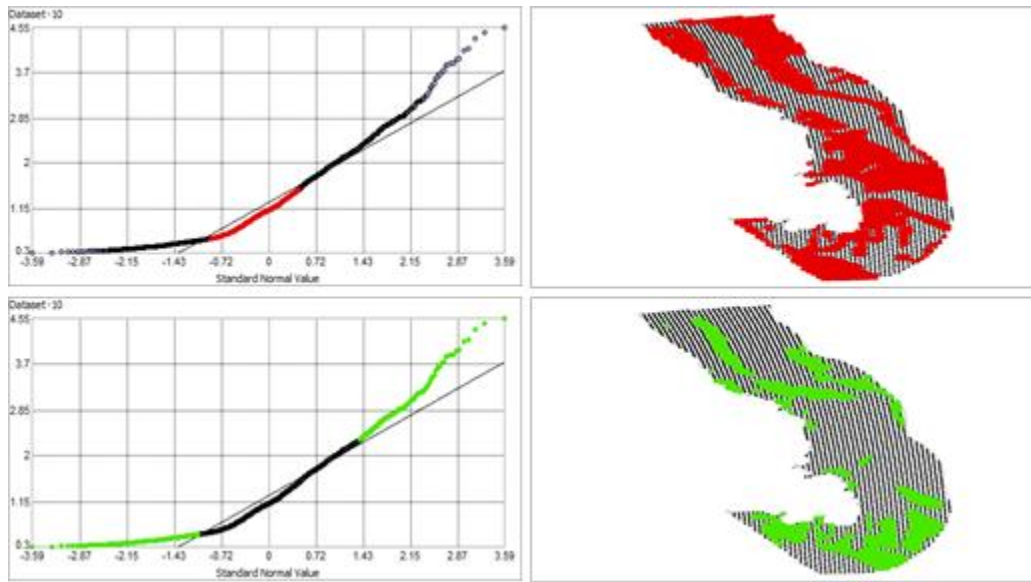 Dataset · 10
4.55
3.7
2.85
2
1.15
0.3
-3.59 -2.87 -2.15 -1.43 -0.72 0 0.72 1.43 2.15 2.87 3.59
Standard Normal Value
Dataset · 10
4.55
3.7
2.85
2
1.15
0.3
-3.59 -2.87 -2.15 -1.43 -0.72 0 0.72 1.43 2.15 2.87 3.59
Standard Normal Value